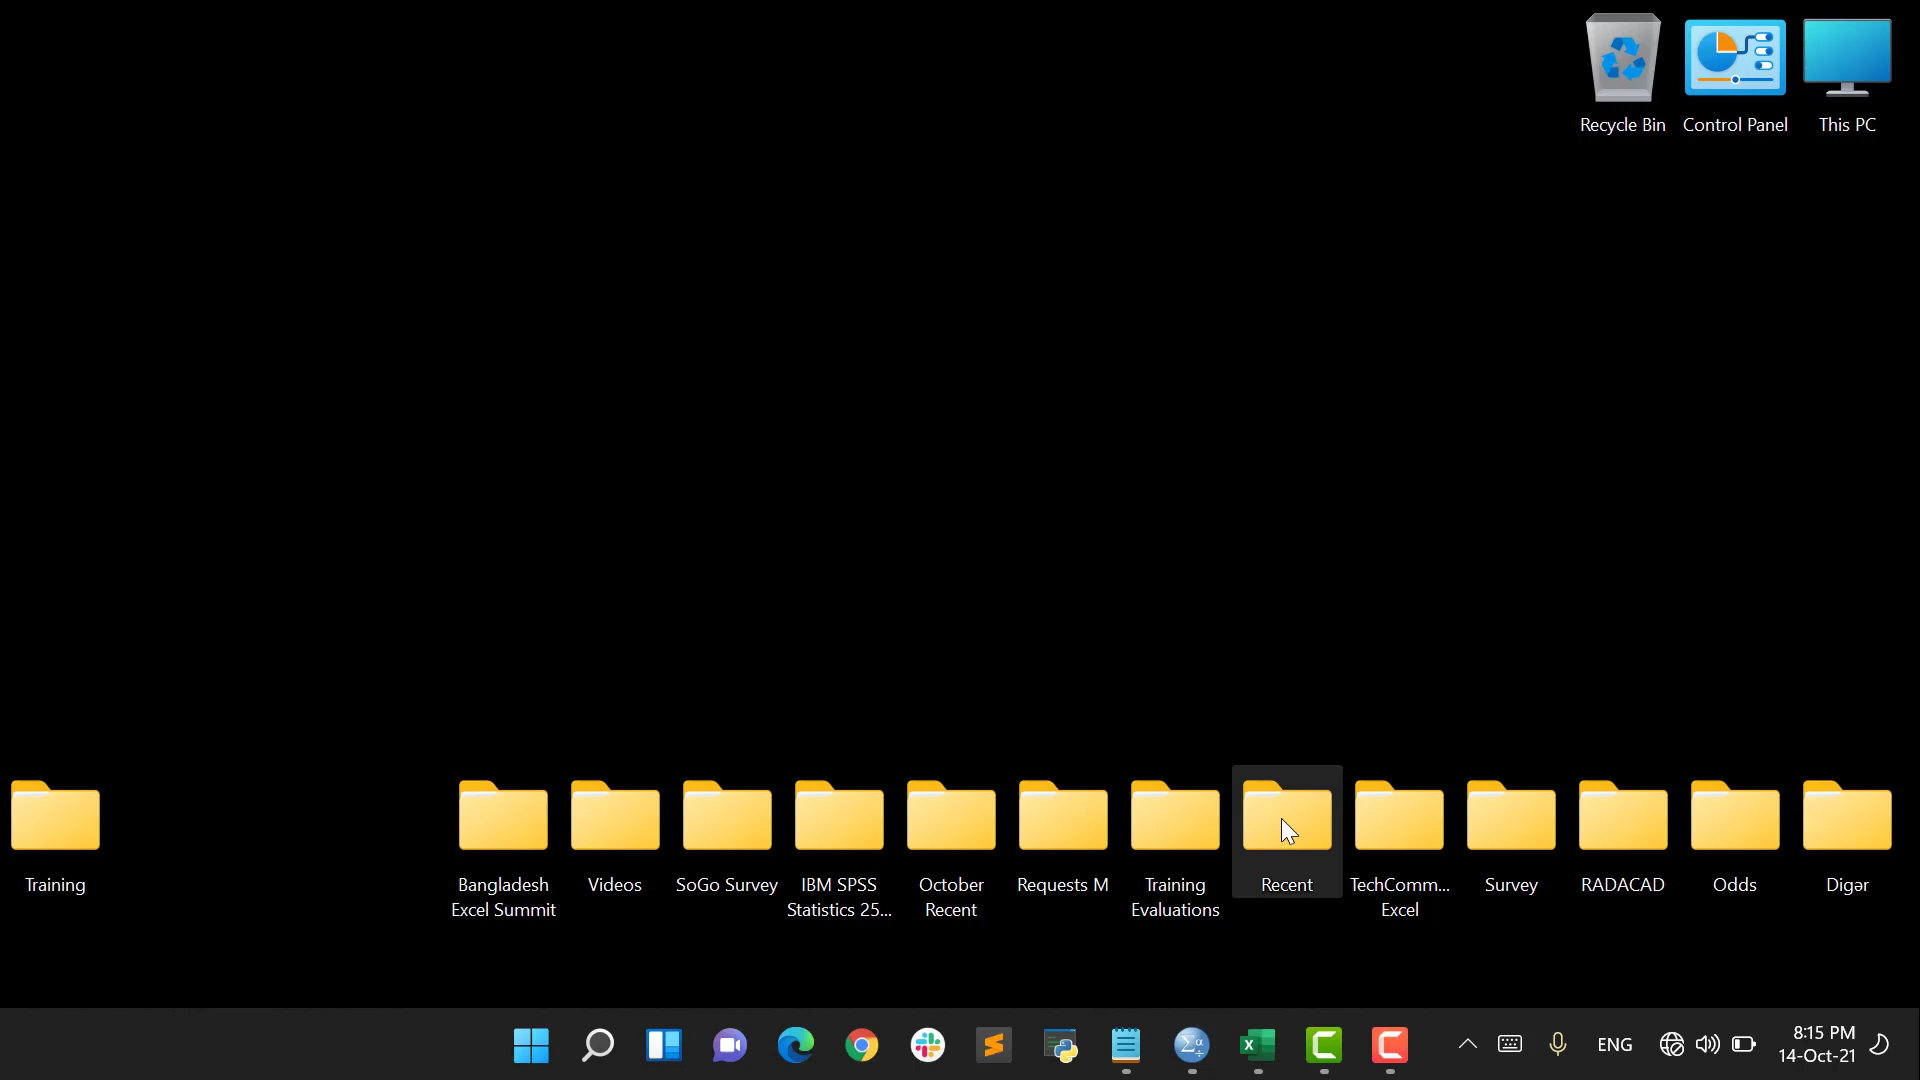 Recycle Bin
Control Panel
This PC
Training
Bangladesh
Excel Summit
Videos
SoGo Survey
IBM SPSS
Statistics 25...
October
Recent
Requests M
Training
Evaluations
Recent
TechComm...
Excel
Survey
RADACAD
Odds
Digər
ENG
8:15 PM
14-Oct-21